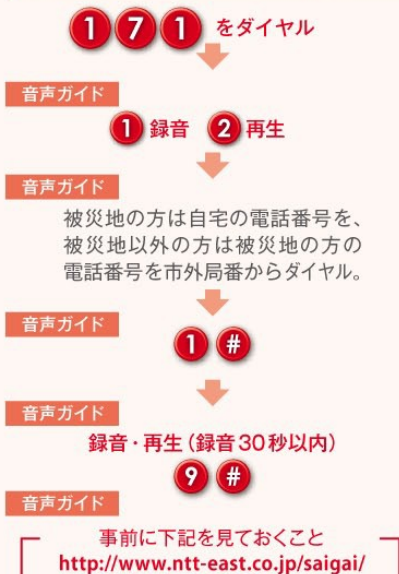 171をダイヤル
音声ガイド
1 録音 2 再生
音声ガイド
被災地の方は自宅の電話番号を、
被災地以外の方は被災地の方の
電話番号を市外局番からダイヤル。
音声ガイド
1 #
音声ガイド
録音・再生(録音30秒以内)
9 #
音声ガイド
事前に下記を見ておくこと
http://www.ntt-east.co.jp/saigai/